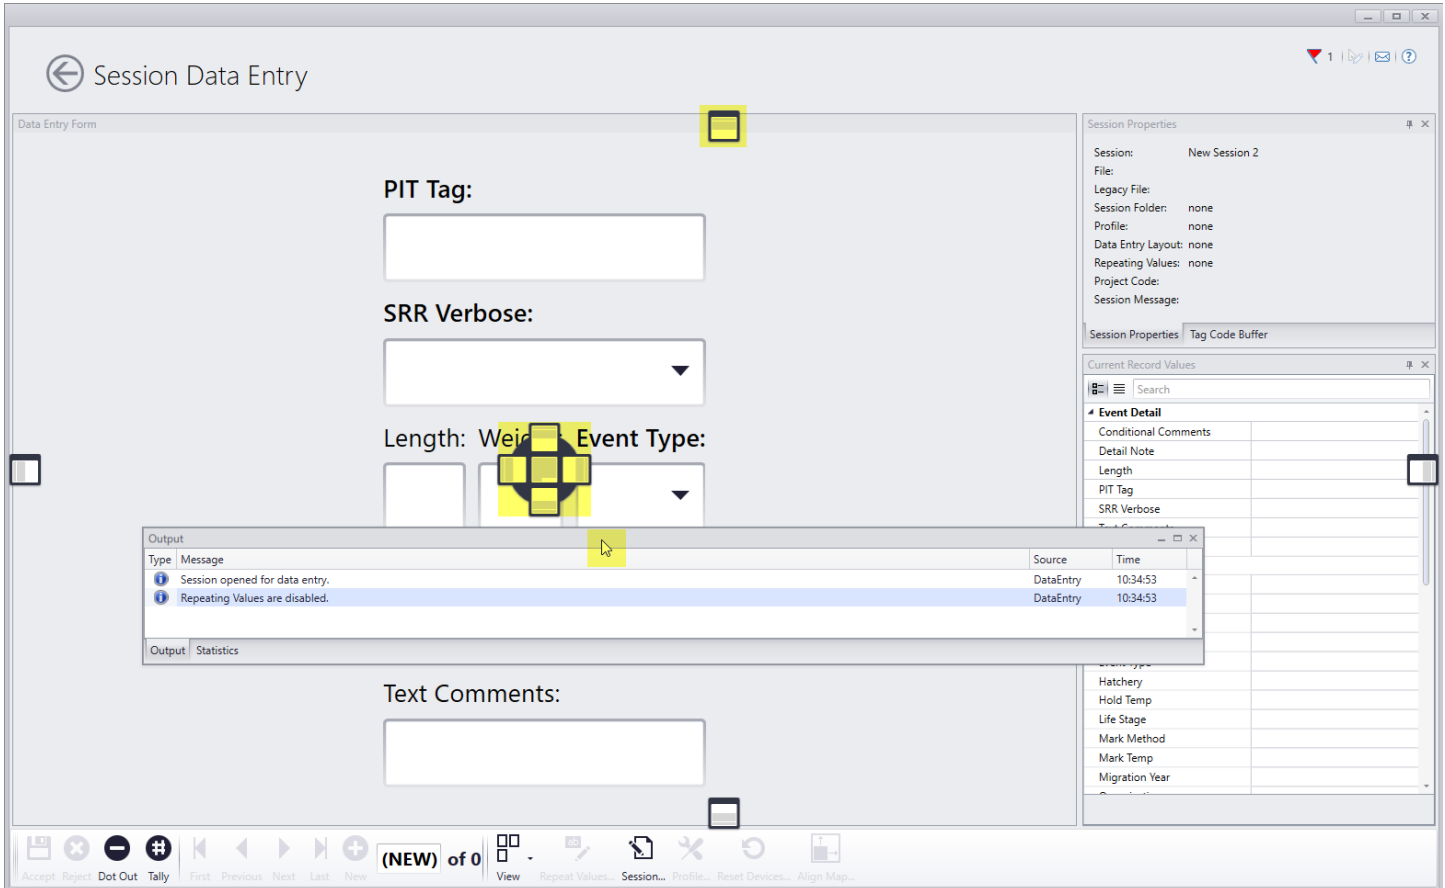 Session Data Entry
1
Data Entry Form
PIT Tag:
SRR Verbose:
Length:
Event Type:
Output
Type Message Source Time
Session opened for data entry. DataEntry 10:34:53
Repeating Values are disabled. DataEntry 10:34:53
Output Statistics
Text Comments:
Session Properties
Session: New Session 2
File:
Legacy File:
Session Folder: none
Profile: none
Data Entry Layout: none
Repeating Values: none
Project Code:
Session Message:
Session Properties Tag Code Buffer
Current Record Values
Search
Event Detail
Conditional Comments
Detail Note
Length
PIT Tag
SRR Verbose
Hatchery
Hold Temp
Life Stage
Mark Method
Mark Temp
Migration Year
(NEW) of 0
Accept Reject Dot Out Tally First Previous Next Last New View Repeat Values... Session... Profile... Reset Devices... Align Map...